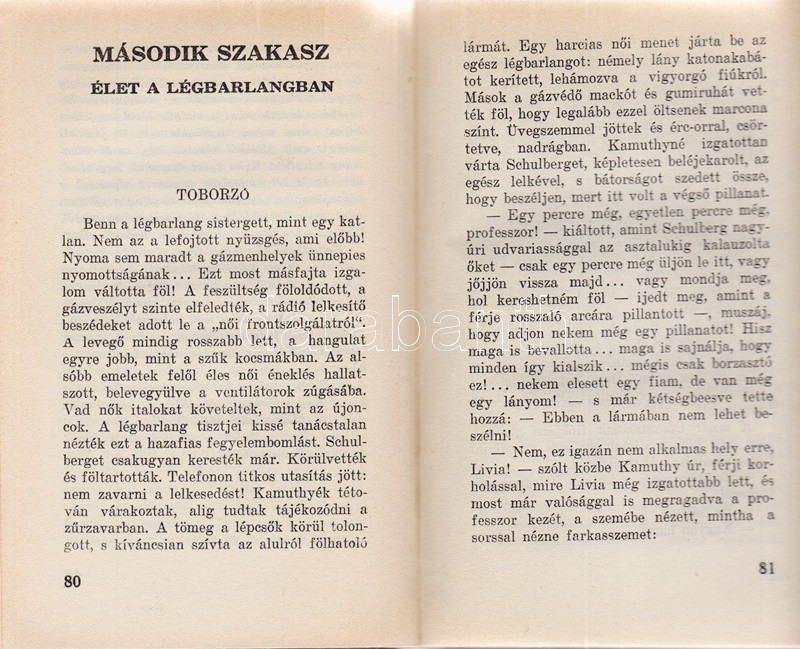 MÁSODIK SZAKASZ
ÉLET A LÉGBARLANGBAN
TOBORZÓ
Benn a légbarlang sistergett, mint egy kat-
lan. Nem az a lefojtott nyüzsgés, ami előbb!
Nyoma sem maradt a gázmenhelyek ünnepies
nyomottságának... Ezt most másfajta izga-
lom váltotta föl! A feszültség föloldódott, a
gázveszélyt szinte elfeledték, a rádió lelkesítő
beszédeket adott le a „női frontszolgálatról".
A levegő mindig rosszabb lett, a hangulat
egyre jobb, mint a szűk kocsmákban. Az al-
sóbb emeletek felől éles női éneklés hallat-
szott, belevegyülve a ventilátorok zúgásába.
Vad nők italokat követeltek, mint az újon-
cok. A légbarlang tisztjei kissé tanácstalan
nézték ezt a hazafias fegyelembomlást. Schul-
berget csakugyan keresték már. Körülvették
és föltartották. Telefonon titkos utasítás jött:
nem zavarni a lelkesedést! Kamuthyék této-
ván várakoztak, alig tudtak tájékozódni a
zűrzavarban. A tömeg a lépcsők körül tolon-
gott, s kíváncsian szívta az alulról fölhatoló
80
lármát. Egy harcias női menet járta be az
egész légbarlangot: némely lány katonakabá-
tot kerített, lehámozva a vigyorgó fiúkról.
Mások a gázvédő mackót és gumiruhát vet-
ték föl, hogy legalább ezzel öltsenek marcona
színt. Üvegszemmel jöttek és érc-orral, csör-
tetve, nadrágban. Kamuthyné izgatottan
várta Schulberget, képletesen beléjekarolt, az
egész lelkével, s bátorságot szedett össze,
hogy beszéljen, mert itt volt a végső pillanat.
— Egy percre még, egyetlen percre még,
professzor! — kiáltott, amint Schulberg nagy-
úri udvariassággal az asztalukig kalauzolta
őket — csak egy percre még üljön le itt, vagy
jőjjön vissza majd... vagy mondja meg,
hol kereshetném föl — ijedt meg, amint a
férje rosszaló arcára pillantott —, muszáj,
hogy adjon nekem még egy pillanatot! Hisz
maga is bevallotta... maga is sajnálja, hogy
minden így kialszik... mégis csak borzasztó
ez!... nekem elesett egy fiam, de van még
egy lányom! — s már kétségbeesve tette
hozzá: — Ebben a lármában nem lehet be-
szélni!
— Nem, ez igazán nem alkalmas hely erre,
Livia! — szólt közbe Kamuthy úr, férji kor-
holással, mire Livia még izgatottabb lett, és
most már valósággal is megragadva a pro-
fesszor kezét, a szemébe nézett, mintha a
sorssal nézne farkasszemet:
81
darabanth